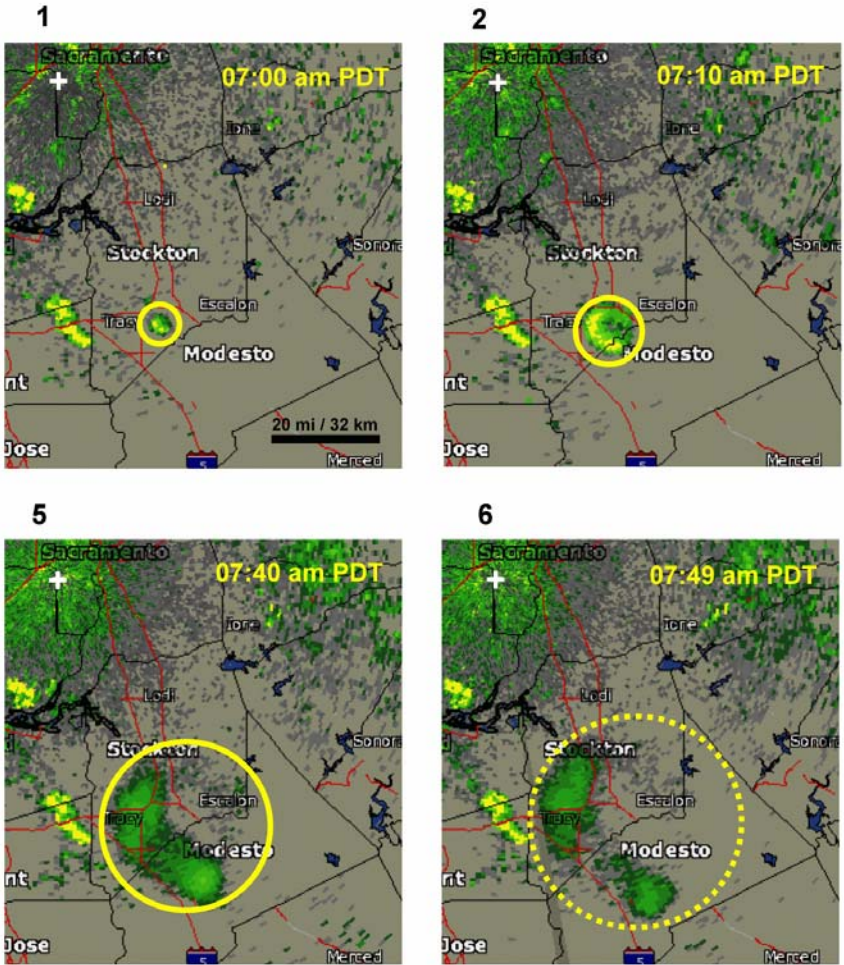 1
2
Sacramento
07:00 am PDT
Ione
Lodi
Stockton
Sonora
Escalon
Tracy
Modesto
nt
20 mi / 32 km
Jose
5
Merced
Sacramento
07:10 am PDT
Ione
Lodi
Stockton
Sonora
Escalon
Tracy
Modesto
nt
Jose
5
Merced
5
6
Sacramento
07:40 am PDT
Ione
Lodi
Stockton
Sonora
Escalon
Tracy
Modesto
nt
Jose
5
Merced
Sacramento
07:49 am PDT
Ione
Lodi
Stockton
Sonora
Escalon
Tracy
Modesto
nt
Jose
5
Merced